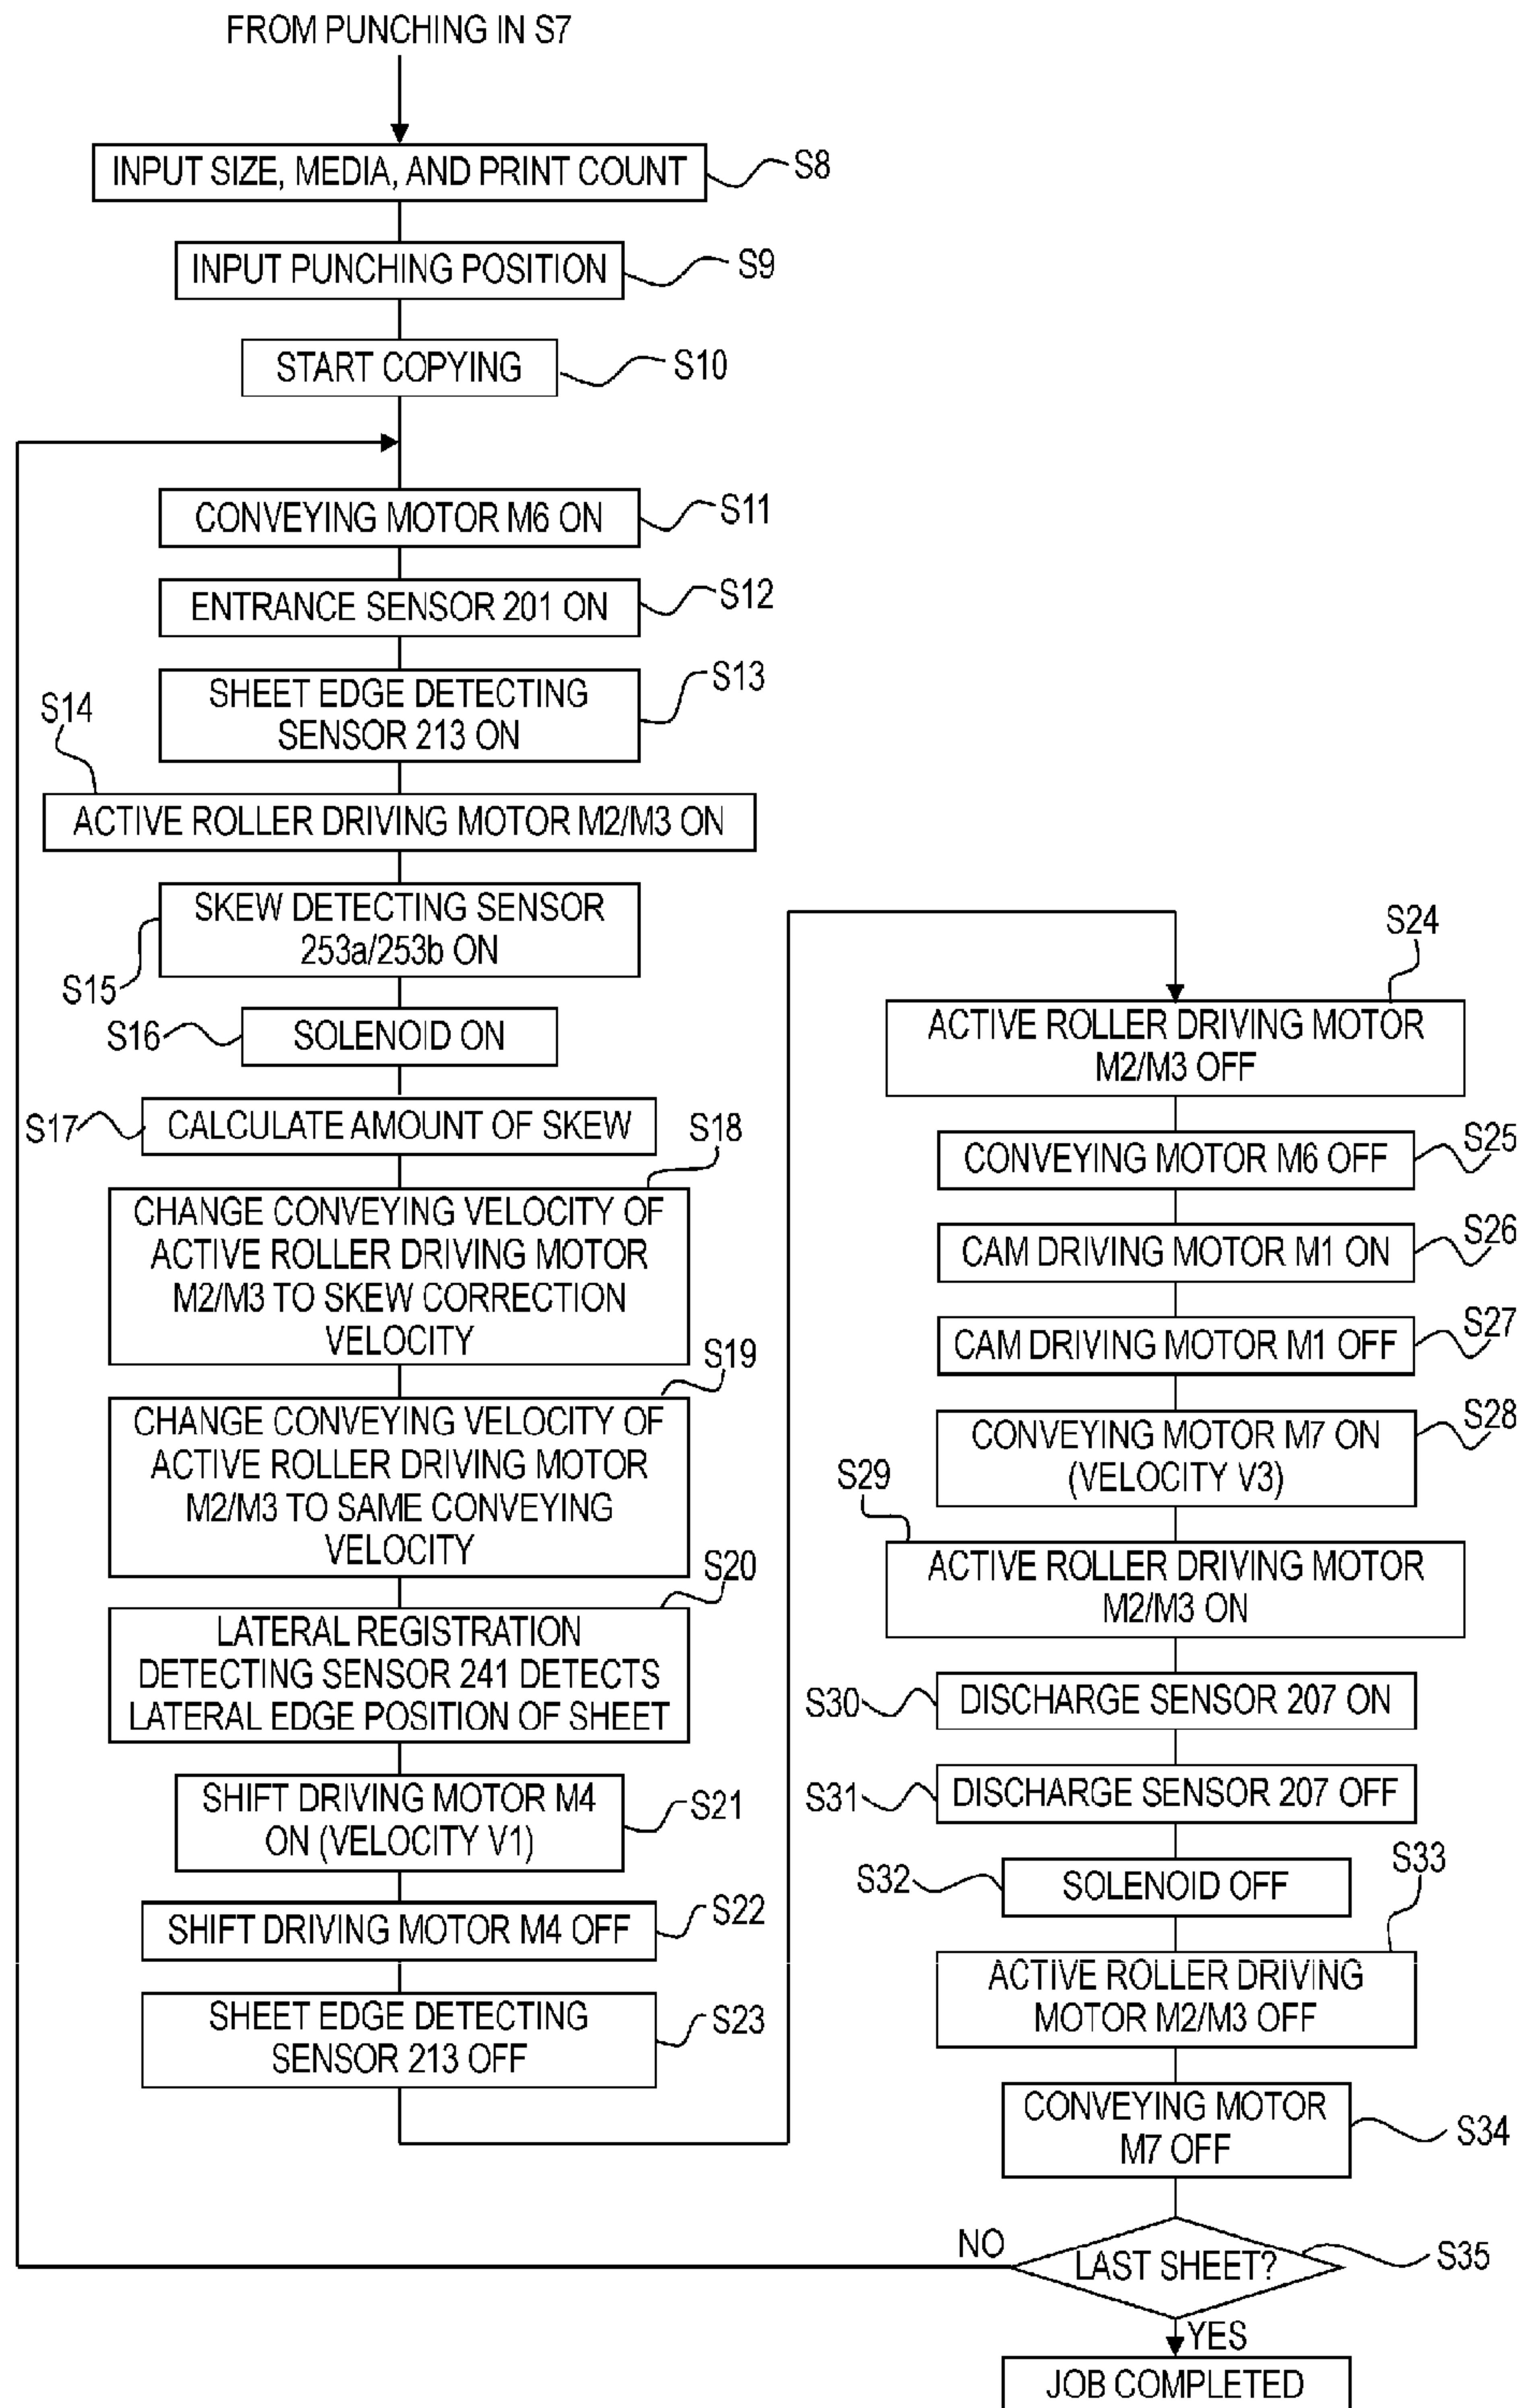 FROM PUNCHING IN S7
INPUT SIZE, MEDIA, AND PRINT COUNT
S8
INPUT PUNCHING POSITION
S9
START COPYING
S10
CONVEYING MOTOR M6 ON
S11
ENTRANCE SENSOR 201 ON
S12
SHEET EDGE DETECTING
SENSOR 213 ON
S13
S14
ACTIVE ROLLER DRIVING MOTOR M2/M3 ON
SKEW DETECTING SENSOR
253a/253b ON
S15
S16
SOLENOID ON
S17
CALCULATE AMOUNT OF SKEW
S18
CHANGE CONVEYING VELOCITY OF
ACTIVE ROLLER DRIVING MOTOR
M2/M3 TO SKEW CORRECTION
VELOCITY
S19
CHANGE CONVEYING VELOCITY OF
ACTIVE ROLLER DRIVING MOTOR
M2/M3 TO SAME CONVEYING
VELOCITY
S20
LATERAL REGISTRATION
DETECTING SENSOR 241 DETECTS
LATERAL EDGE POSITION OF SHEET
SHIFT DRIVING MOTOR M4
ON (VELOCITY V1)
S21
SHIFT DRIVING MOTOR M4 OFF
S22
SHEET EDGE DETECTING
SENSOR 213 OFF
S23
S24
ACTIVE ROLLER DRIVING MOTOR
M2/M3 OFF
CONVEYING MOTOR M6 OFF
S25
CAM DRIVING MOTOR M1 ON
S26
CAM DRIVING MOTOR M1 OFF
S27
CONVEYING MOTOR M7 ON
(VELOCITY V3)
S28
S29
ACTIVE ROLLER DRIVING MOTOR
M2/M3 ON
S30
DISCHARGE SENSOR 207 ON
S31
DISCHARGE SENSOR 207 OFF
S32
SOLENOID OFF
S33
ACTIVE ROLLER DRIVING
MOTOR M2/M3 OFF
CONVEYING MOTOR
M7 OFF
S34
NO
LAST SHEET?
S35
YES
JOB COMPLETED